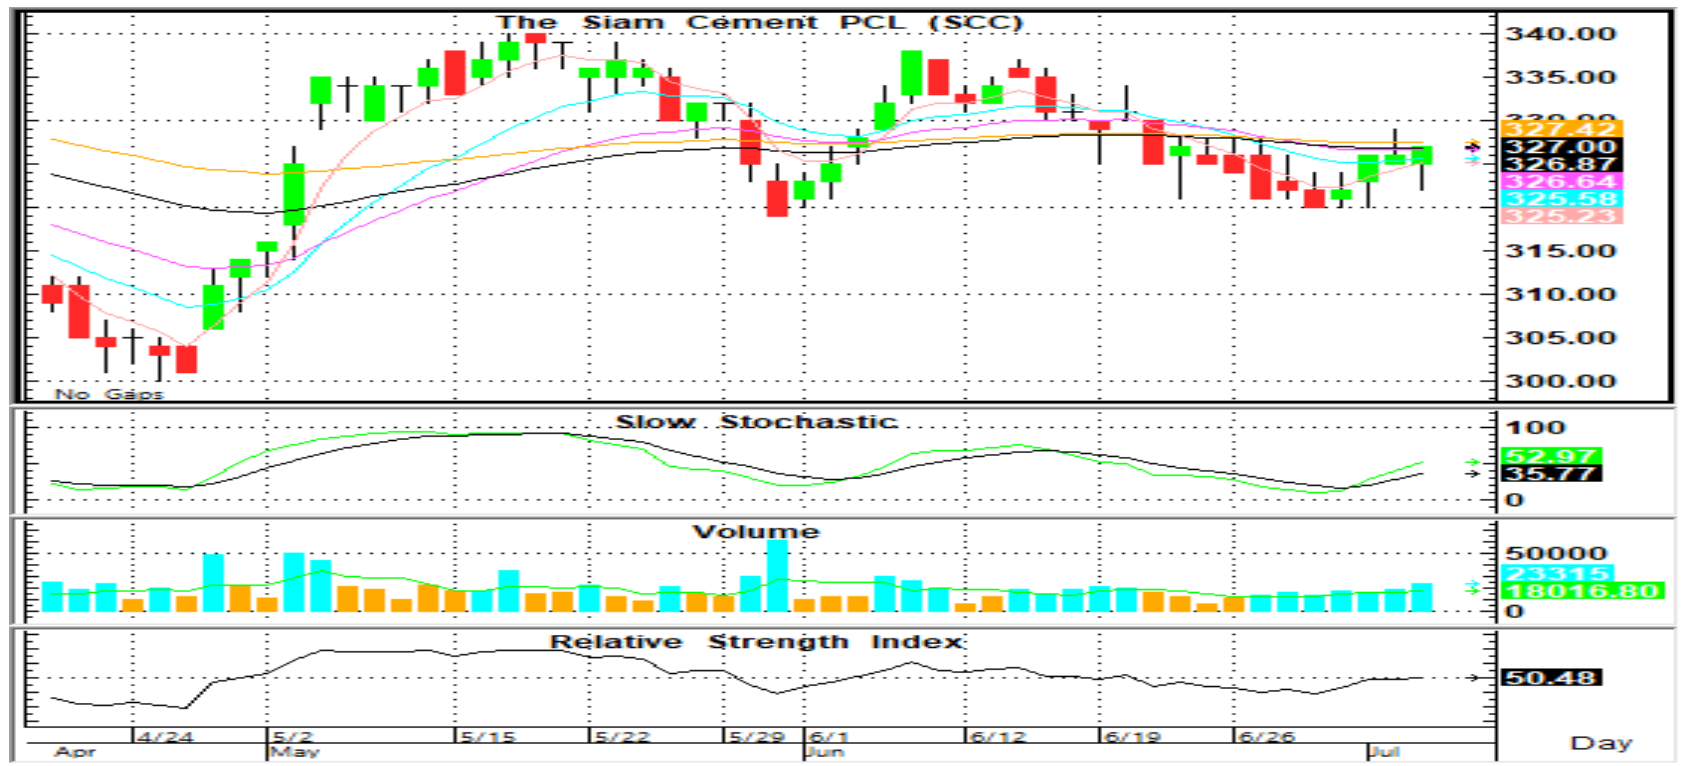 The Siam Cement PCL (SCC)
340.00
335.00
330.00
327.42
327.00
326.87
326.64
325.58
325.23
315.00
310.00
305.00
300.00
No Gaps
Slow Stochastic
100
52.97
35.77
0
Volume
50000
23315
18016.80
0
Relative Strength Index
50.48
4/24 5/2 5/15 5/22 5/29 6/1 6/12 6/19 6/26
Apr May Jun Jul
Day